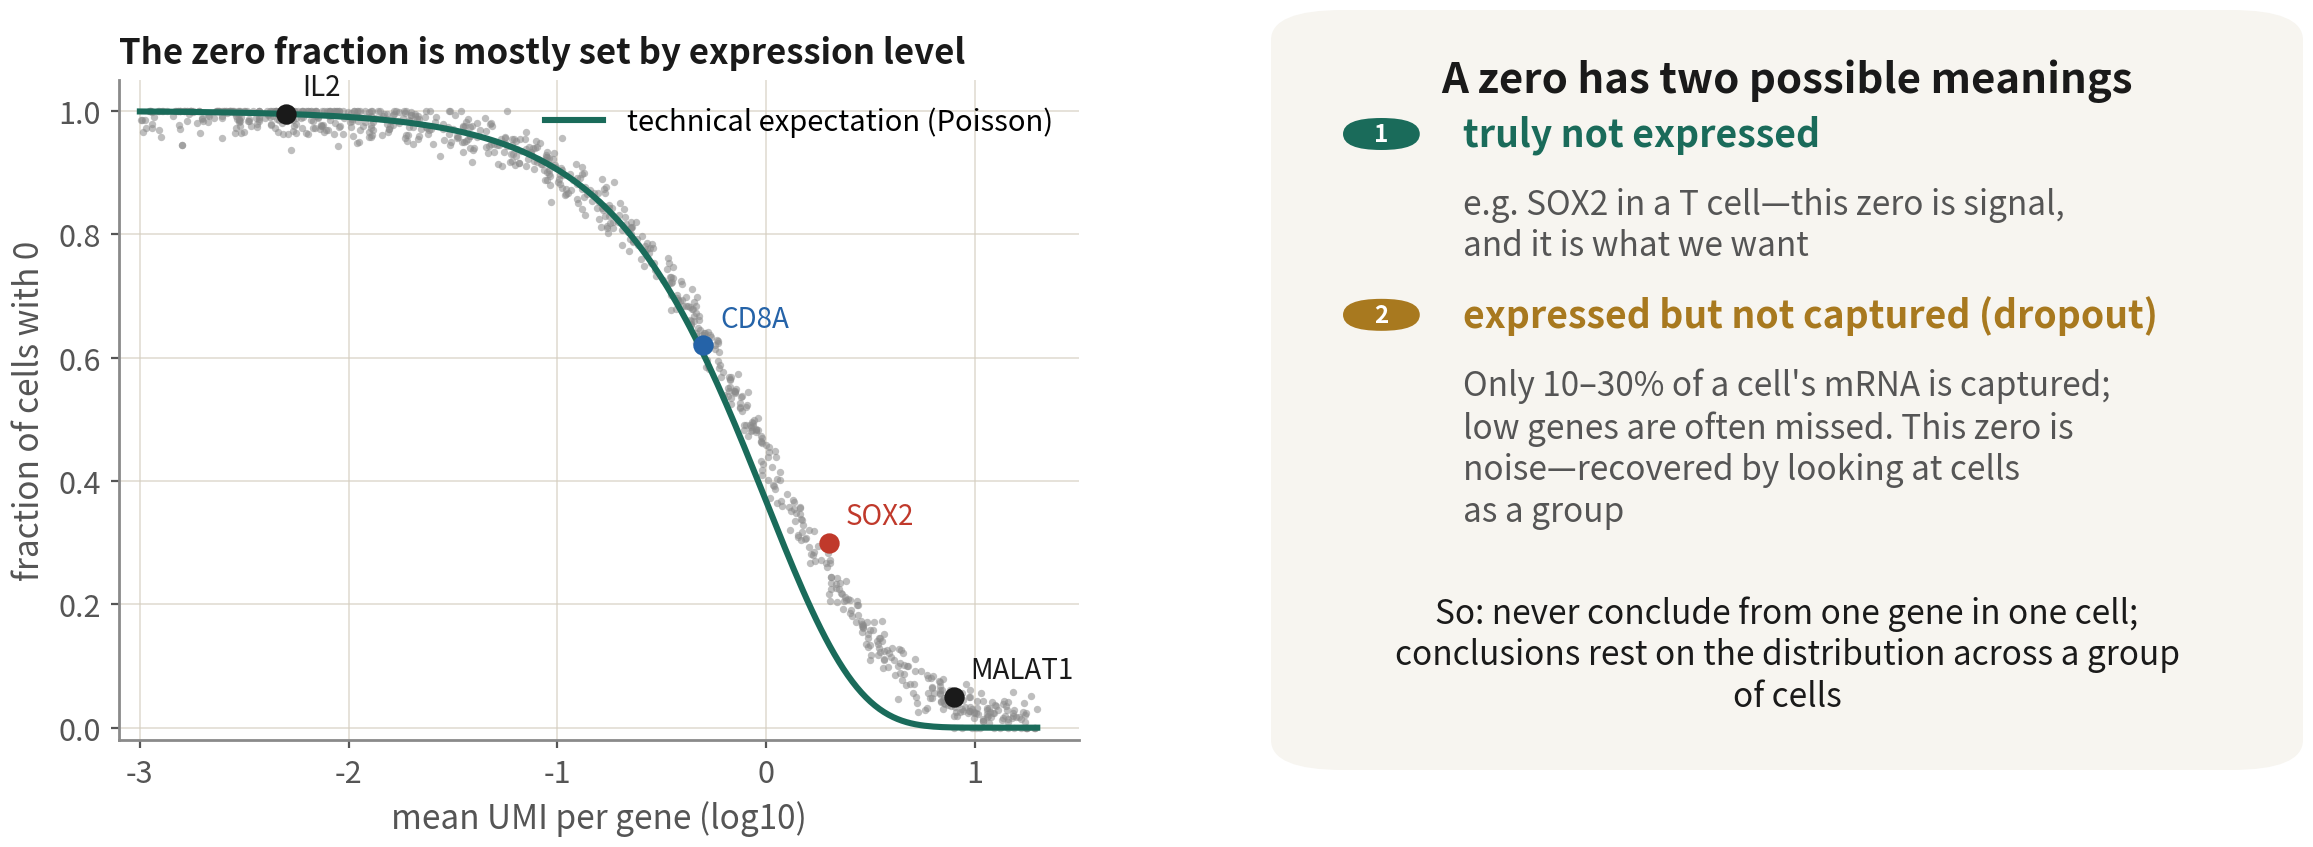 The zero fraction is mostly set by expression level
IL2
technical expectation (Poisson)
CD8A
SOX2
MALAT1
fraction of cells with 0
1.0
0.8
0.6
0.4
0.2
0.0
-3
-2
-1
0
1
mean UMI per gene (log10)
A zero has two possible meanings
1 truly not expressed
e.g. SOX2 in a T cell—this zero is signal,
and it is what we want
2 expressed but not captured (dropout)
Only 10–30% of a cell's mRNA is captured;
low genes are often missed. This zero is
noise—recovered by looking at cells
as a group
So: never conclude from one gene in one cell;
conclusions rest on the distribution across a group
of cells